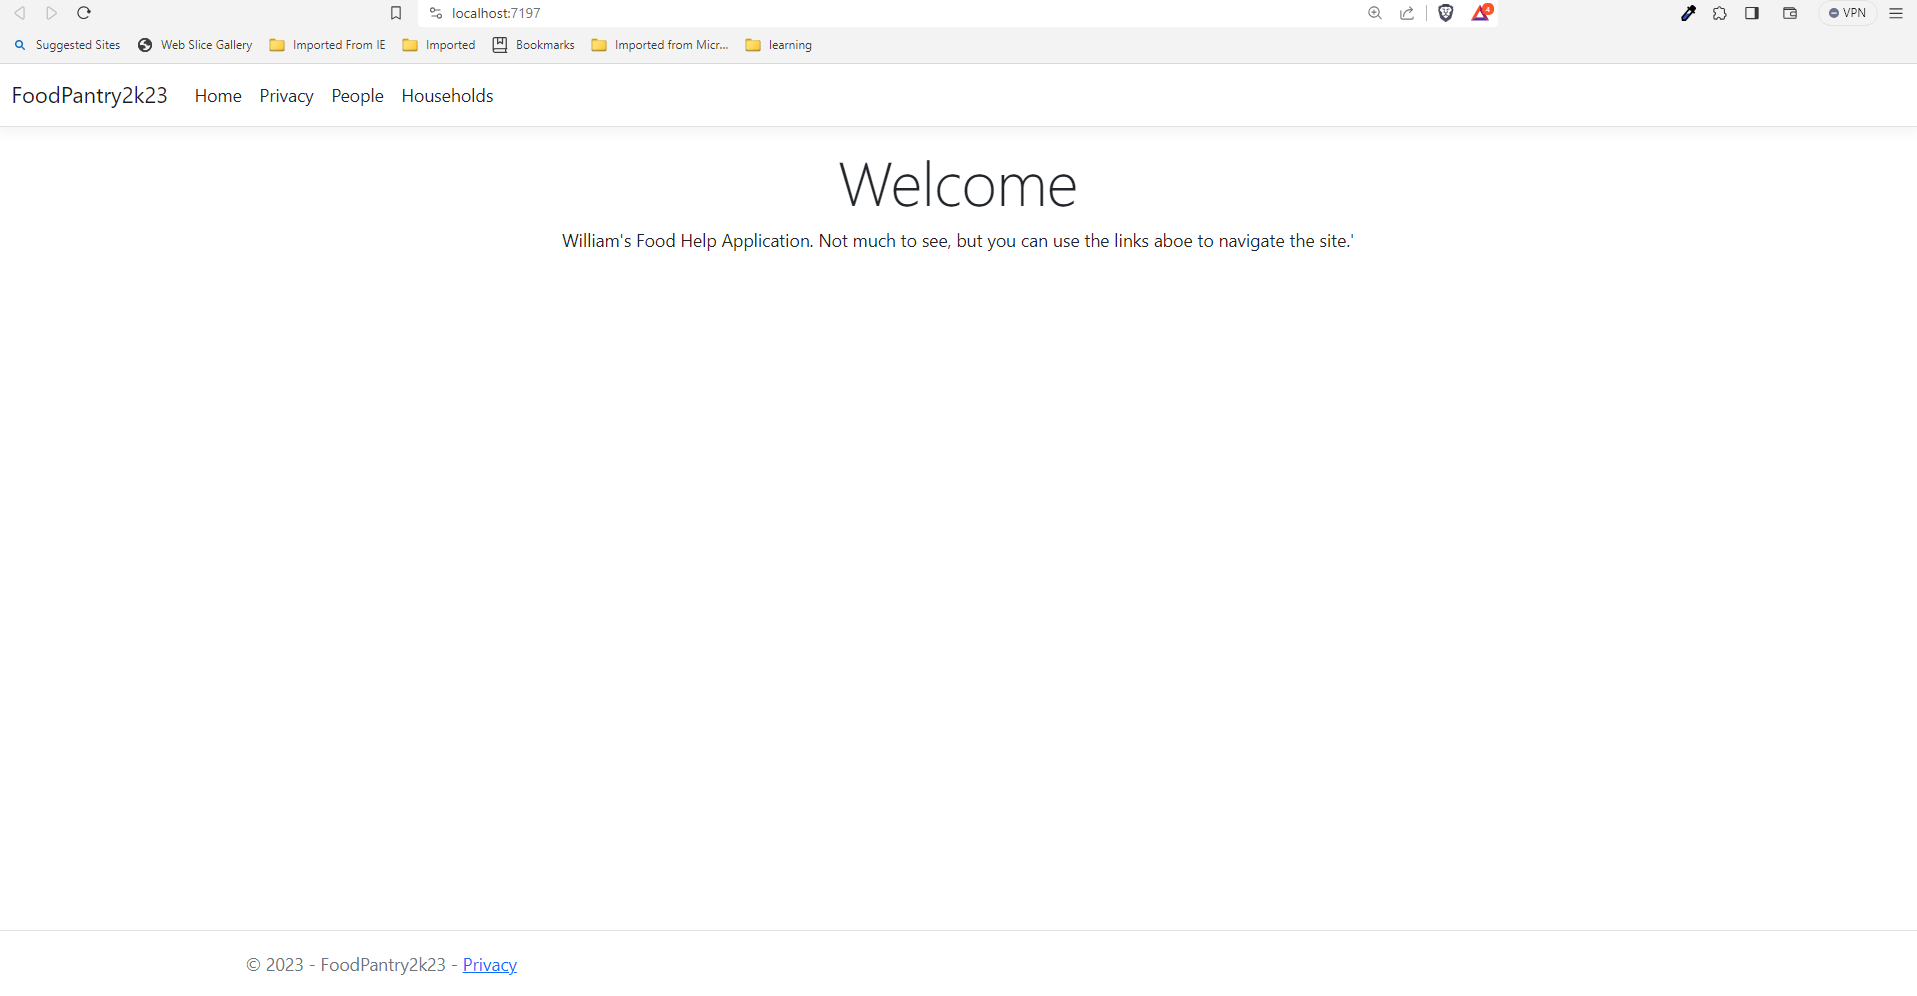 localhost:7197
4
VPN
Suggested Sites Web Slice Gallery Imported From IE Imported Bookmarks Imported from Micr... learning
FoodPantry2k23 Home Privacy People Households
Welcome
William's Food Help Application. Not much to see, but you can use the links aboe to navigate the site.'
© 2023 - FoodPantry2k23 - Privacy